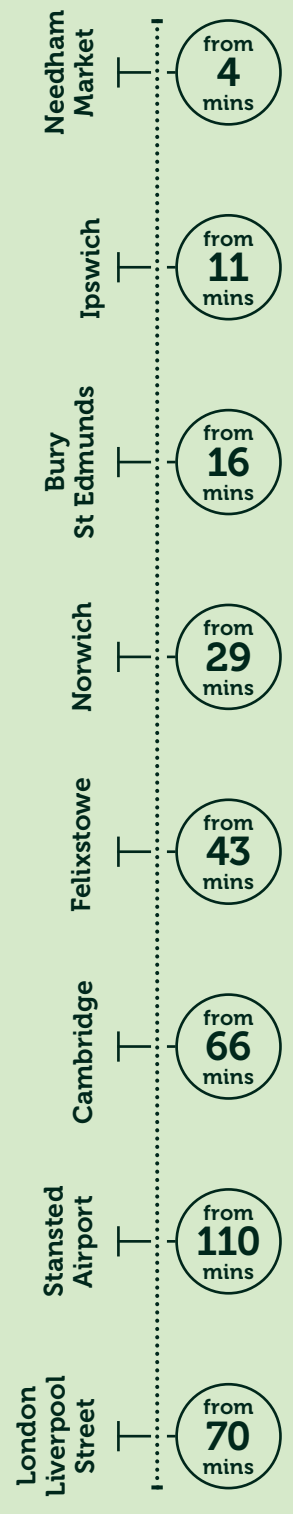 Needham
Market
from
4
mins
Ipswich
from
11
mins
Bury
St Edmunds
from
16
mins
Norwich
from
29
mins
Felixstowe
from
43
mins
Cambridge
from
66
mins
Stansted
Airport
from
110
mins
London
Liverpool
Street
from
70
mins